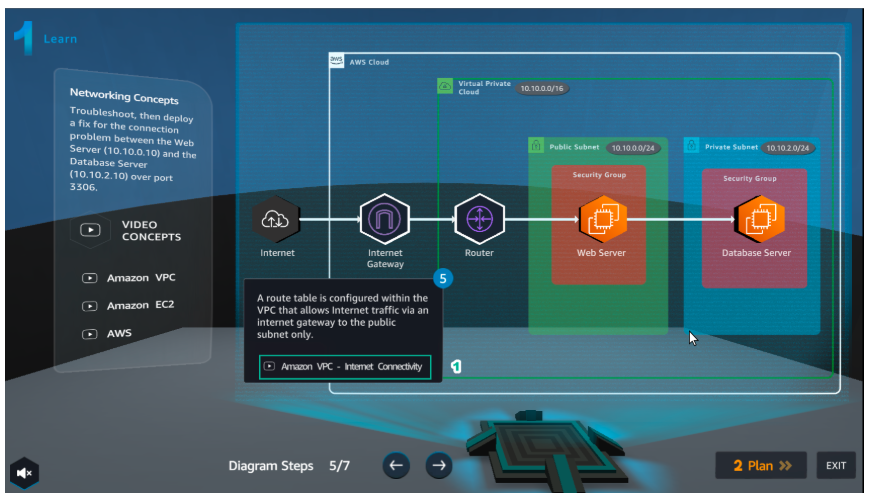 1 Learn
Networking Concepts
Troubleshoot, then deploy
a fix for the connection
problem between the Web
Server (10.10.0.10) and the
Database Server
(10.10.2.10) over port
3306.
VIDEO
CONCEPTS
Amazon VPC
Amazon EC2
AWS
aws AWS Cloud
Virtual Private
Cloud
10.10.0.0/16
Public Subnet 10.10.0.0/24
Private Subnet 10.10.2.0/24
Security Group
Security Group
Internet
Internet
Gateway
Router
Web Server
Database Server
5
A route table is configured within the
VPC that allows Internet traffic via an
internet gateway to the public
subnet only.
Amazon VPC - Internet Connectivity
1
Diagram Steps 5/7
2 Plan
EXIT